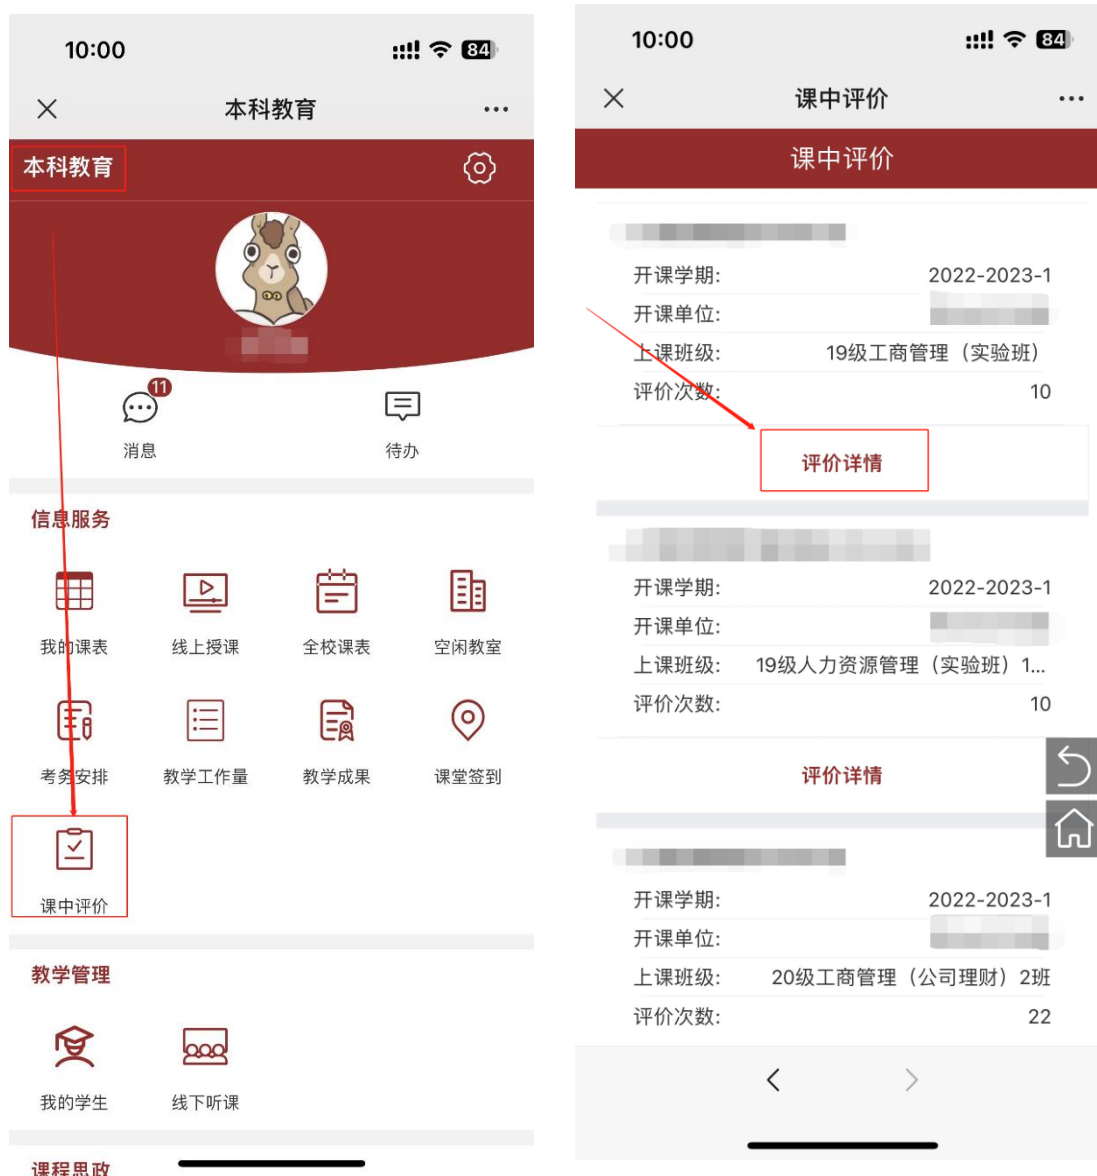 10:00
84
本科教育
本科教育
11
消息
待办
信息服务
我的课表
线上授课
全校课表
空闲教室
考务安排
教学工作量
教学成果
课堂签到
课中评价
教学管理
我的学生
线下听课
课程思政
10:00
84
课中评价
课中评价
开课学期: 2022-2023-1
开课单位:
上课班级: 19级工商管理（实验班）
评价次数: 10
评价详情
开课学期: 2022-2023-1
开课单位:
上课班级: 19级人力资源管理（实验班）1...
评价次数: 10
评价详情
开课学期: 2022-2023-1
开课单位:
上课班级: 20级工商管理（公司理财）2班
评价次数: 22